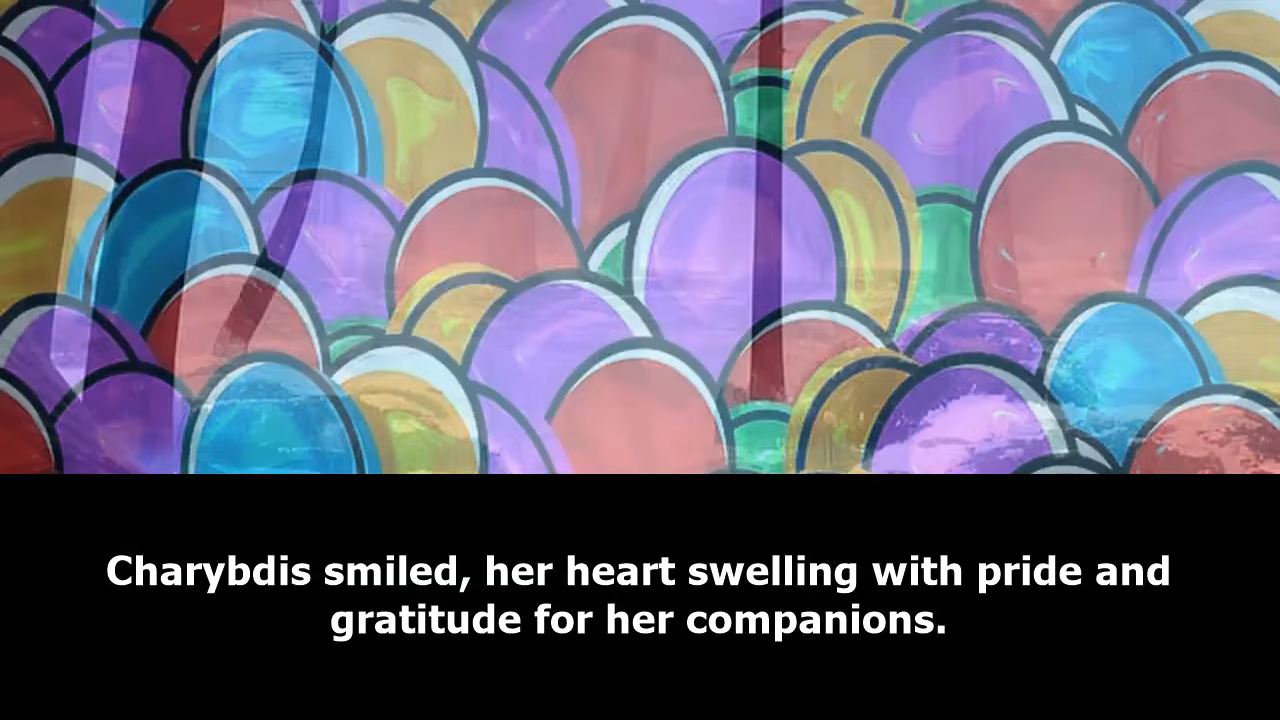 Charybdis smiled, her heart swelling with pride and
gratitude for her companions.